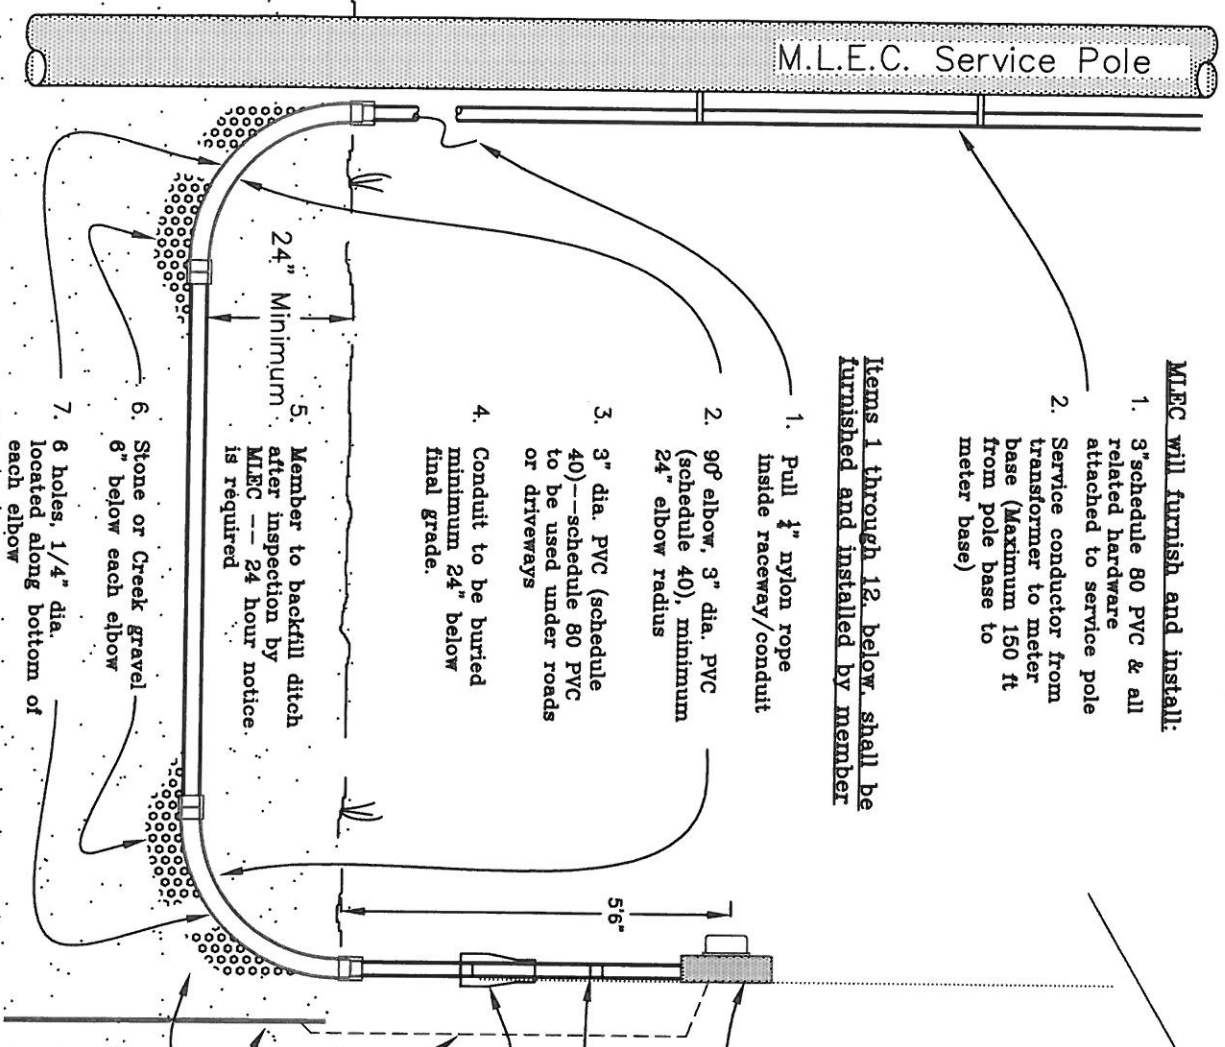 M.L.E.C. Service Pole
MLEC will furnish and install:
1. 3"schedule 80 PVC & all
related hardware
attached to service pole
2. Service conductor from
transformer to meter
base (Maximum 150 ft
from pole base to
meter base)
Items 1 through 12, below, shall be
furnished and installed by member
1. Pull ¼" nylon rope
inside raceway/conduit
2. 90° elbow, 3" dia. PVC
(schedule 40), minimum
24" elbow radius
3. 3" dia. PVC (schedule
40)--schedule 80 PVC
to be used under roads
or driveways
4. Conduit to be buried
minimum 24" below
final grade.
24" Minimum
5. Member to backfill ditch
after inspection by
MLEC -- 24 hour notice
is required
6. Stone or Creek gravel
6" below each elbow
7. 6 holes, 1/4" dia.
located along bottom of
each elbow
5'6"